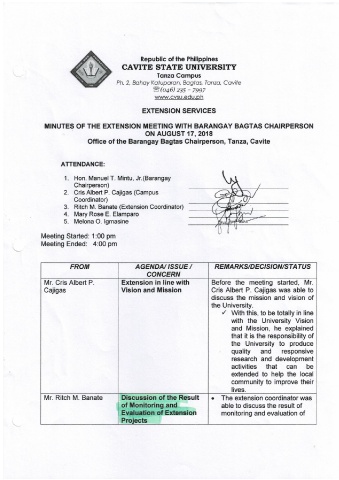 Republic of the Philippines
CAVITE STATE UNIVERSITY
Tanza Campus
Ph. 2, Bahay Katuparan, Bagtas, Tanza, Cavite
☏(046) 235 – 7997
www.cvsu.edu.ph
EXTENSION SERVICES
MINUTES OF THE EXTENSION MEETING WITH BARANGAY BAGTAS CHAIRPERSON
ON AUGUST 17, 2018
Office of the Barangay Bagtas Chairperson, Tanza, Cavite
ATTENDANCE:
1. Hon. Manuel T. Mintu, Jr.(Barangay
Chairperson)
2. Cris Albert P. Cajigas (Campus
Coordinator)
3. Ritch M. Banate (Extension Coordinator)
4. Mary Rose E. Elamparo
5. Melona O. Igmasine
Meeting Started: 1:00 pm
Meeting Ended: 4:00 pm
FROM
AGENDA/ ISSUE /
CONCERN
REMARKS/DECISION/STATUS
Mr. Cris Albert P.
Cajigas
Extension in line with
Vision and Mission
Before the meeting started, Mr.
Cris Albert P. Cajigas was able to
discuss the mission and vision of
the University.
✓ With this, to be totally in line
with the University Vision
and Mission, he explained
that it is the responsibility of
the University to produce
quality and responsive
research and development
activities that can be
extended to help the local
community to improve their
lives.
Mr. Ritch M. Banate
Discussion of the Result
of Monitoring and
Evaluation of Extension
Projects
• The extension coordinator was
able to discuss the result of
monitoring and evaluation of